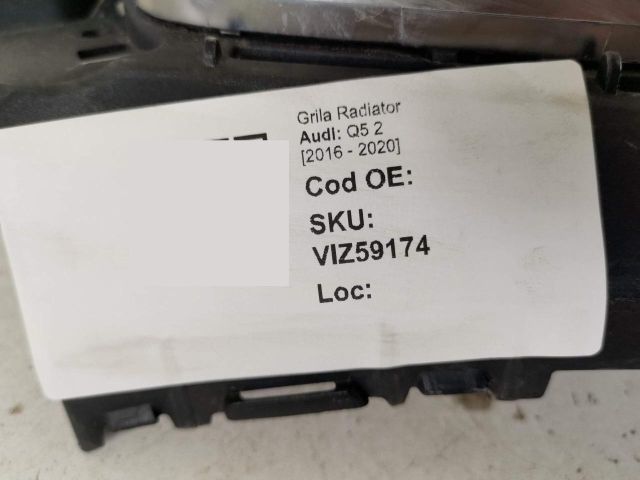 Grila Radiator
Audi: Q5 2
[2016 - 2020]
Cod OE:
SKU:
VIZ59174
Loc: